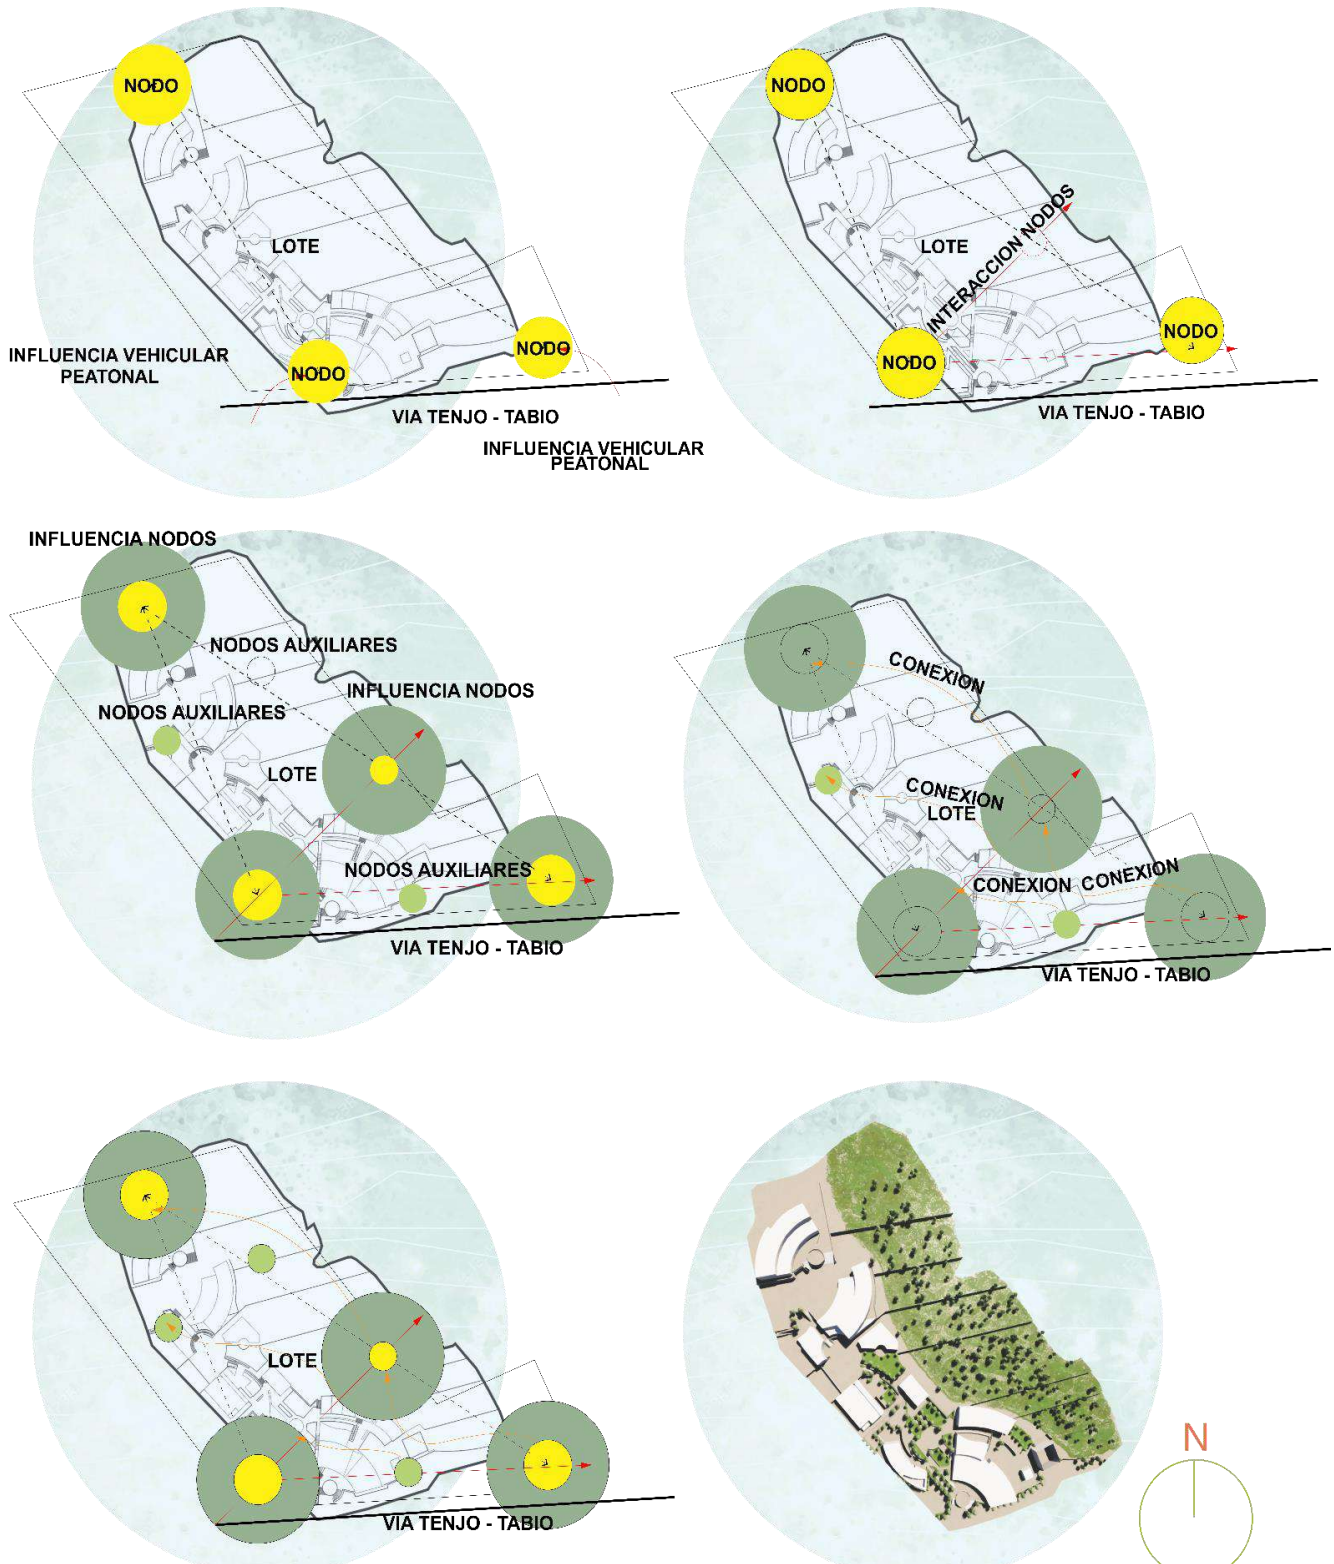 NODO
LOTE
NODO
NODO
INFLUENCIA VEHICULAR
PEATONAL
VIA TENJO - TABIO
INFLUENCIA VEHICULAR
PEATONAL
NODO
INTERACCION NODOS
LOTE
NODO
NODO
VIA TENJO - TABIO
INFLUENCIA NODOS
NODOS AUXILIARES
INFLUENCIA NODOS
NODOS AUXILIARES
LOTE
NODOS AUXILIARES
VIA TENJO - TABIO
CONEXION
CONEXION
LOTE
CONEXION
CONEXION
VIA TENJO - TABIO
LOTE
VIA TENJO - TABIO
N